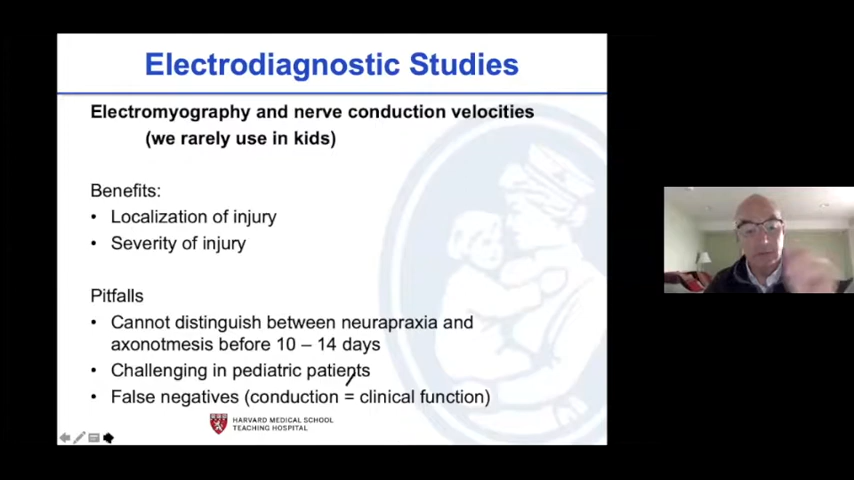 Electrodiagnostic Studies
Electromyography and nerve conduction velocities
(we rarely use in kids)
Benefits:
• Localization of injury
• Severity of injury
Pitfalls
• Cannot distinguish between neurapraxia and
axonotmesis before 10 – 14 days
• Challenging in pediatric patients
• False negatives (conduction = clinical function)
HARVARD MEDICAL SCHOOL
TEACHING HOSPITAL